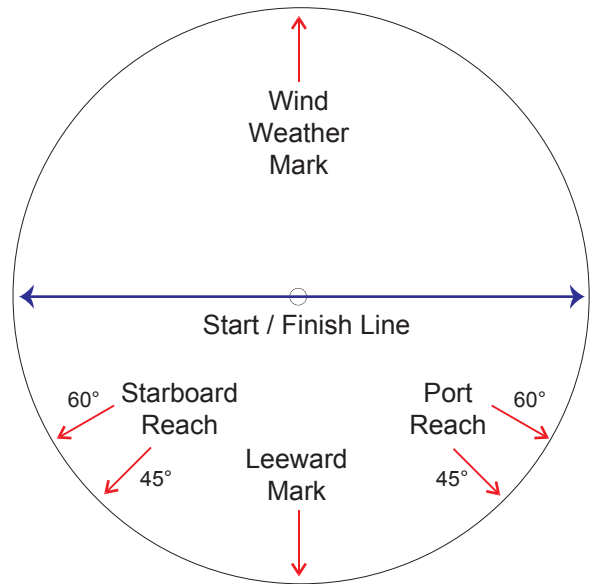 Wind
Weather
Mark
Start / Finish Line
60°
Starboard
Reach
45°
Port
Reach
60°
45°
Leeward
Mark